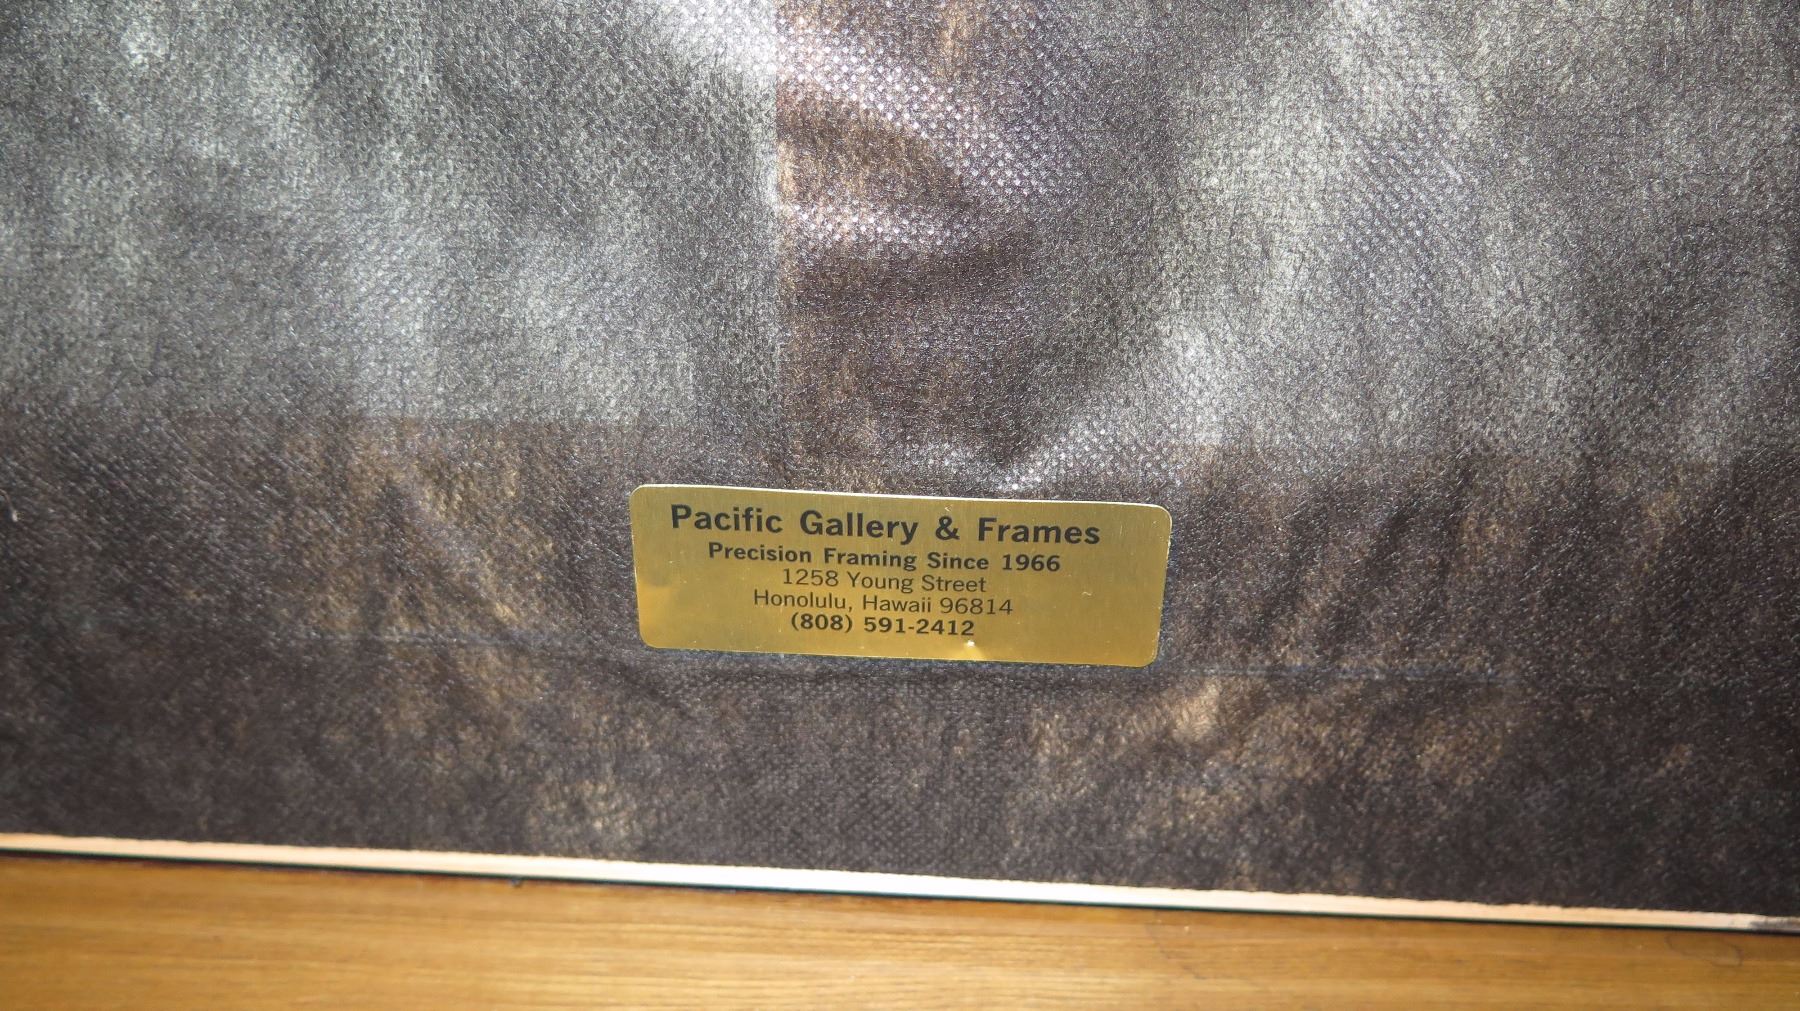 Pacific Gallery & Frames
Precision Framing Since 1966
1258 Young Street
Honolulu, Hawaii 96814
(808) 591-2412